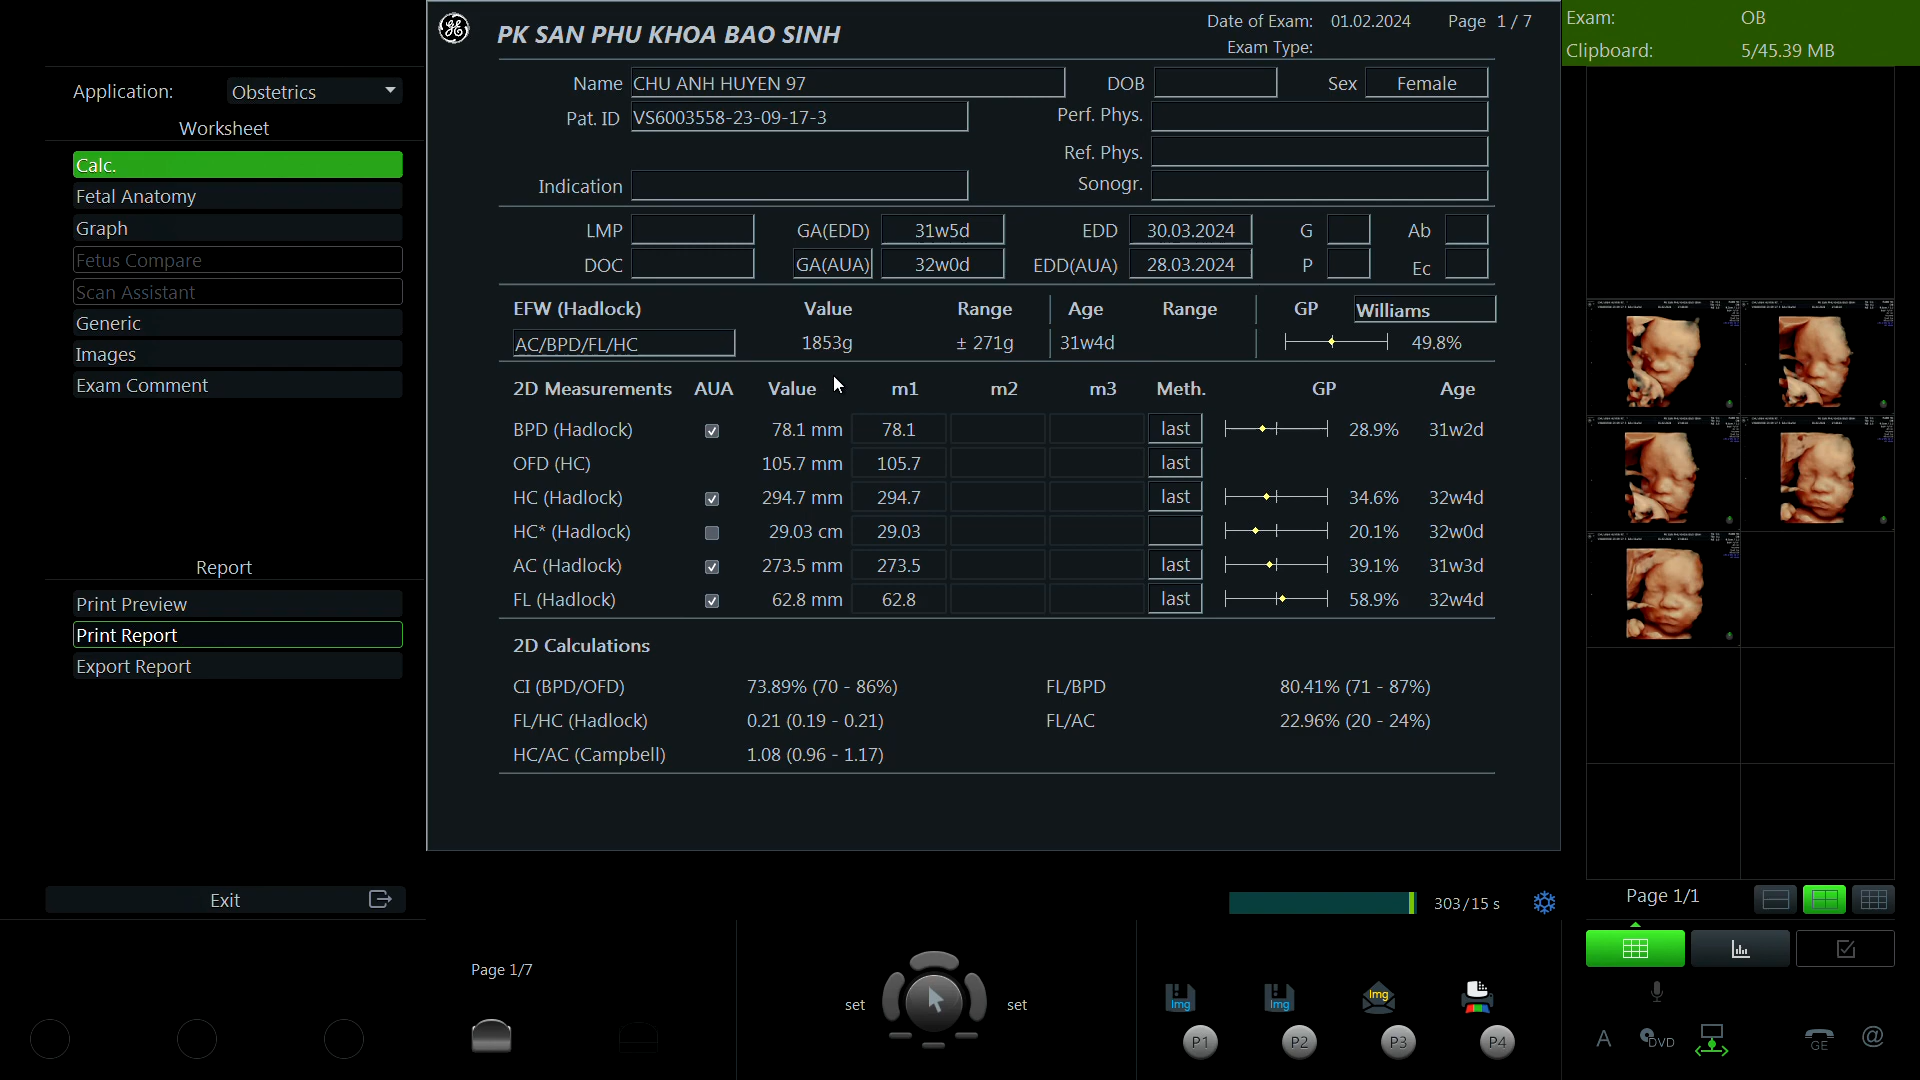 PK SAN PHU KHOA BAO SINH
Date of Exam: 01.02.2024 Page 1 / 7
Exam Type:
Exam: OB
Clipboard: 5/45.39 MB
Application: Obstetrics
Worksheet
Calc.
Fetal Anatomy
Graph
Fetus Compare
Scan Assistant
Generic
Images
Exam Comment
Report
Print Preview
Print Report
Export Report
Exit
Name CHU ANH HUYEN 97 DOB Sex Female
Pat. ID VS6003558-23-09-17-3 Perf. Phys.
Ref. Phys.
Indication Sonogr.
LMP GA(EDD) 31w5d EDD 30.03.2024 G Ab
DOC GA(AUA) 32w0d EDD(AUA) 28.03.2024 P Ec
EFW (Hadlock) Value Range Age Range GP Williams
AC/BPD/FL/HC 1853g ± 271g 31w4d 49.8%
2D Measurements AUA Value m1 m2 m3 Meth. GP Age
BPD (Hadlock) 78.1 mm 78.1 last 28.9% 31w2d
OFD (HC) 105.7 mm 105.7 last
HC (Hadlock) 294.7 mm 294.7 last 34.6% 32w4d
HC* (Hadlock) 29.03 cm 29.03 20.1% 32w0d
AC (Hadlock) 273.5 mm 273.5 last 39.1% 31w3d
FL (Hadlock) 62.8 mm 62.8 last 58.9% 32w4d
2D Calculations
CI (BPD/OFD) 73.89% (70 - 86%) FL/BPD 80.41% (71 - 87%)
FL/HC (Hadlock) 0.21 (0.19 - 0.21) FL/AC 22.96% (20 - 24%)
HC/AC (Campbell) 1.08 (0.96 - 1.17)
303/15 s
Page 1/1
Page 1/7
set set
Img Img Img
P1 P2 P3 P4
A DVD GE @